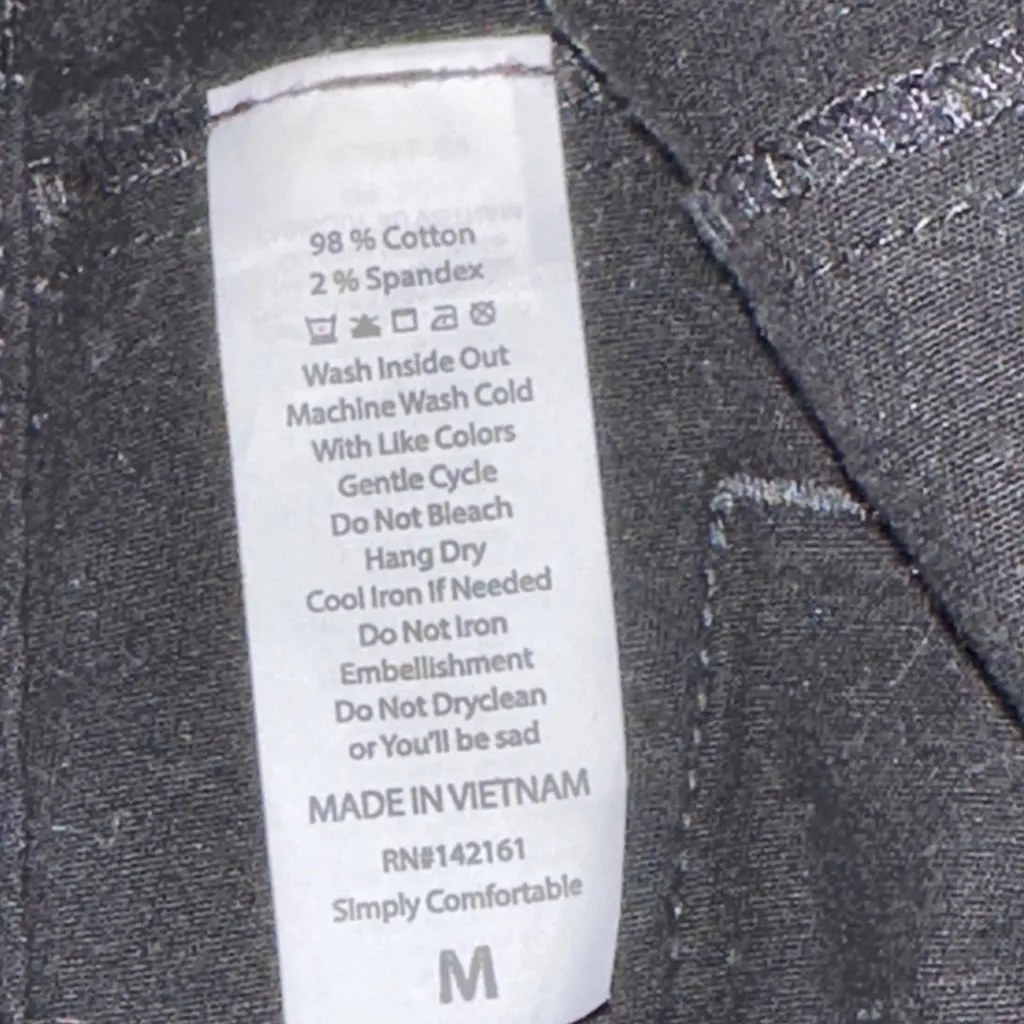 98 % Cotton
2 % Spandex
Wash Inside Out
Machine Wash Cold
With Like Colors
Gentle Cycle
Do Not Bleach
Hang Dry
Cool Iron If Needed
Do Not Iron
Embellishment
Do Not Dryclean
or You'll be sad
MADE IN VIETNAM
RN#142161
Simply Comfortable
M